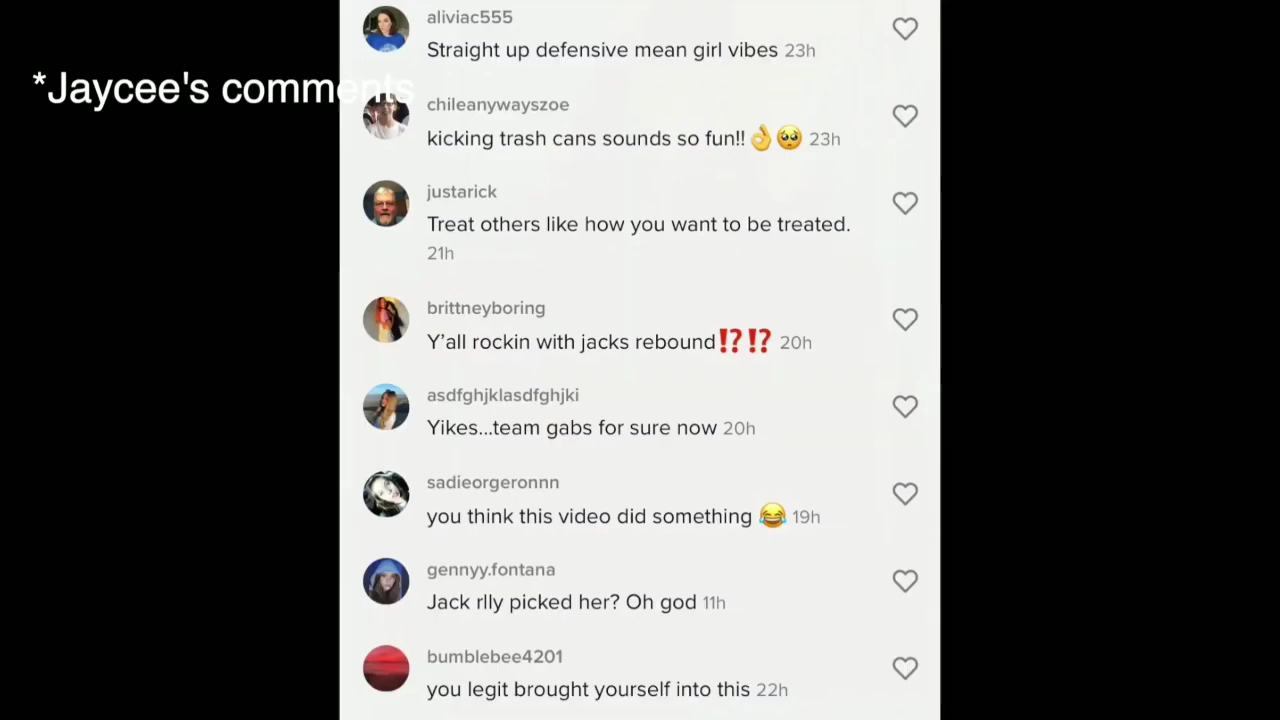 *Jaycee's comments
aliviac555
Straight up defensive mean girl vibes 23h
chileanywayszoe
kicking trash cans sounds so fun!! 👌🥺 23h
justarick
Treat others like how you want to be treated.
21h
brittneyboring
Y’all rockin with jacks rebound⁉️⁉️ 20h
asdfghjklasdfghjki
Yikes...team gabs for sure now 20h
sadieorgeronnn
you think this video did something 😂 19h
gennyy.fontana
Jack rlly picked her? Oh god 11h
bumblebee4201
you legit brought yourself into this 22h